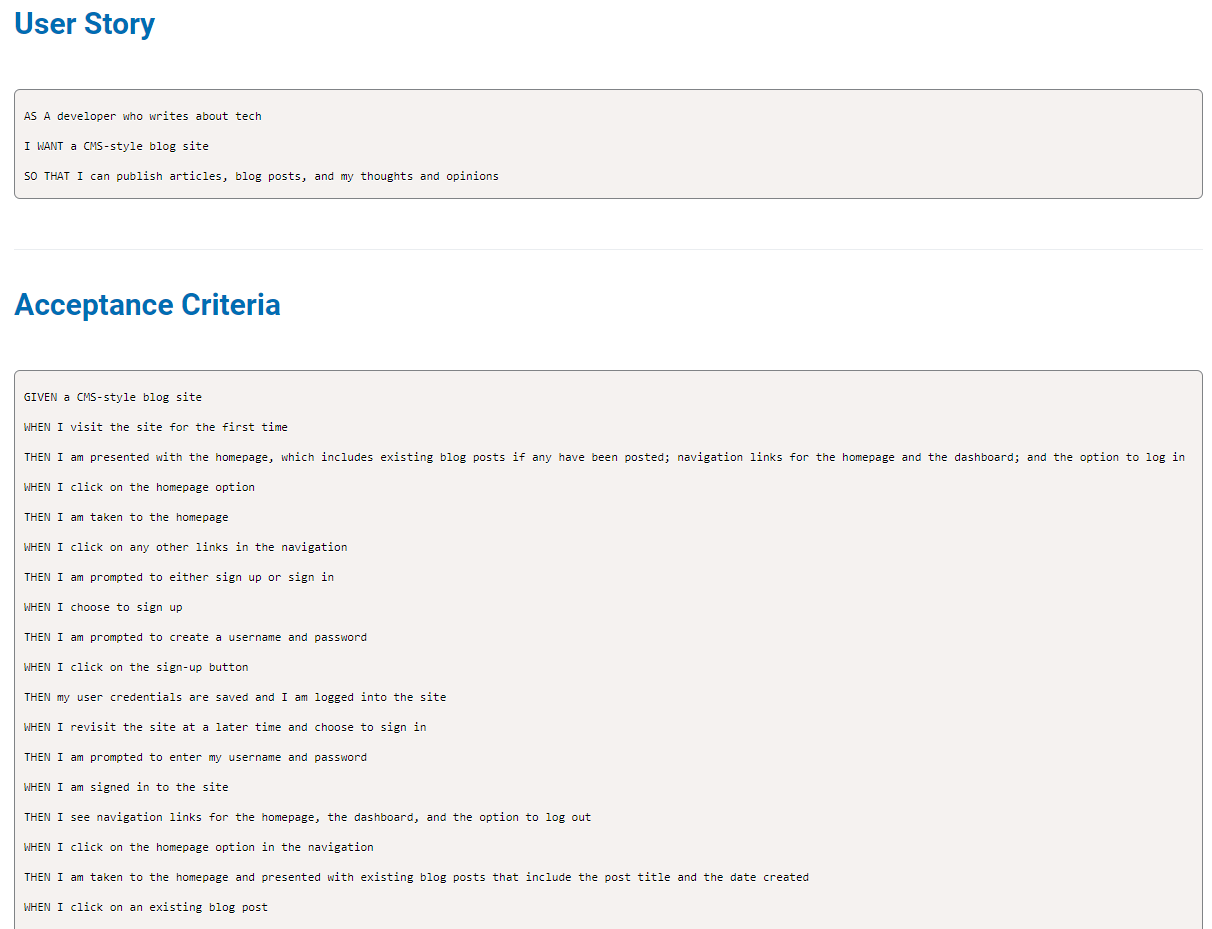 User Story
AS A developer who writes about tech
I WANT a CMS-style blog site
SO THAT I can publish articles, blog posts, and my thoughts and opinions
Acceptance Criteria
GIVEN a CMS-style blog site
WHEN I visit the site for the first time
THEN I am presented with the homepage, which includes existing blog posts if any have been posted; navigation links for the homepage and the dashboard; and the option to log in
WHEN I click on the homepage option
THEN I am taken to the homepage
WHEN I click on any other links in the navigation
THEN I am prompted to either sign up or sign in
WHEN I choose to sign up
THEN I am prompted to create a username and password
WHEN I click on the sign-up button
THEN my user credentials are saved and I am logged into the site
WHEN I revisit the site at a later time and choose to sign in
THEN I am prompted to enter my username and password
WHEN I am signed in to the site
THEN I see navigation links for the homepage, the dashboard, and the option to log out
WHEN I click on the homepage option in the navigation
THEN I am taken to the homepage and presented with existing blog posts that include the post title and the date created
WHEN I click on an existing blog post